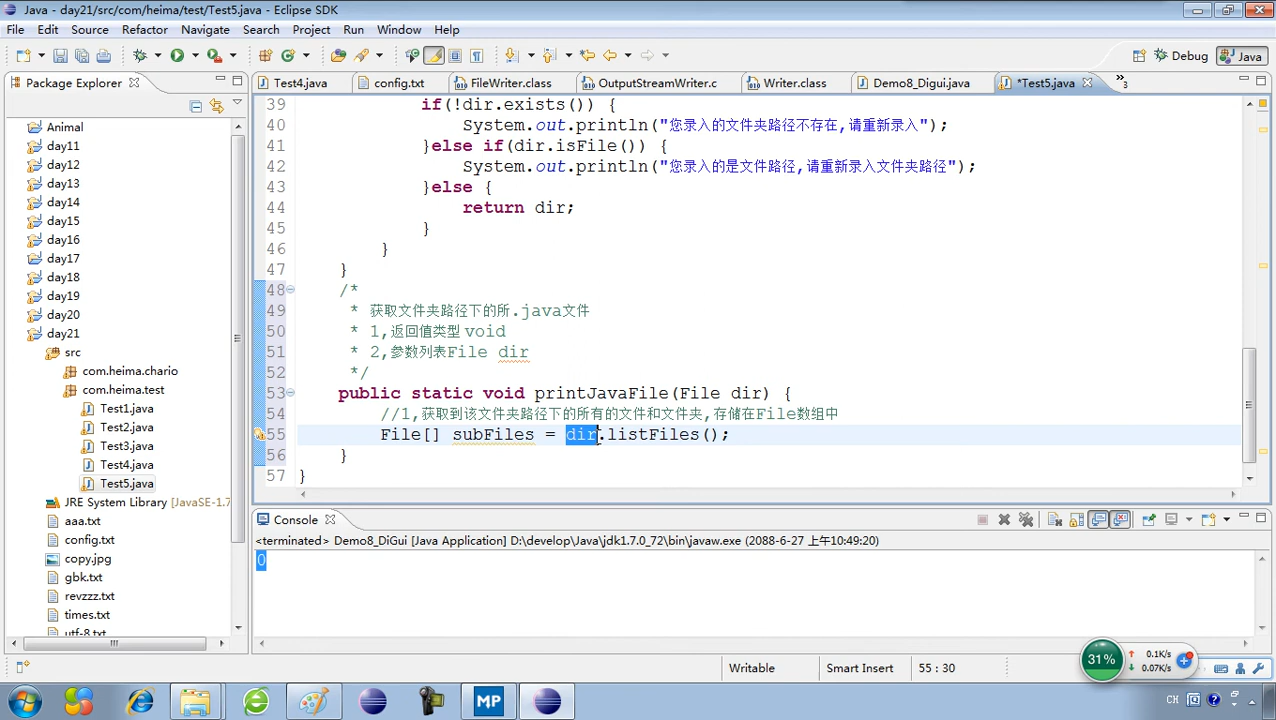 Java - day21/src/com/heima/test/Test5.java - Eclipse SDK
File Edit Source Refactor Navigate Search Project Run Window Help
Debug Java
Package Explorer
Test4.java config.txt FileWriter.class OutputStreamWriter.c Writer.class Demo8_Digui.java *Test5.java »3
Animal
day11
day12
day13
day14
day15
day16
day17
day18
day19
day20
day21
src
com.heima.chario
com.heima.test
Test1.java
Test2.java
Test3.java
Test4.java
Test5.java
JRE System Library [JavaSE-1.7
aaa.txt
config.txt
copy.jpg
gbk.txt
revzzz.txt
times.txt
utf-8.txt
39 if(!dir.exists()) {
40 System.out.println("您录入的文件夹路径不存在,请重新录入");
41 }else if(dir.isFile()) {
42 System.out.println("您录入的是文件路径,请重新录入文件夹路径");
43 }else {
44 return dir;
45 }
46 }
47 }
48 /*
49 * 获取文件夹路径下的所.java文件
50 * 1,返回值类型 void
51 * 2,参数列表File dir
52 */
53 public static void printJavaFile(File dir) {
54 //1,获取到该文件夹路径下的所有的文件和文件夹,存储在File数组中
55 File[] subFiles = dir.listFiles();
56 }
57 }
Console
<terminated> Demo8_DiGui [Java Application] D:\develop\Java\jdk1.7.0_72\bin\javaw.exe (2088-6-27 上午10:49:20)
0
Writable Smart Insert 55 : 30
31% 0.1K/s
0.07K/s
MP CH